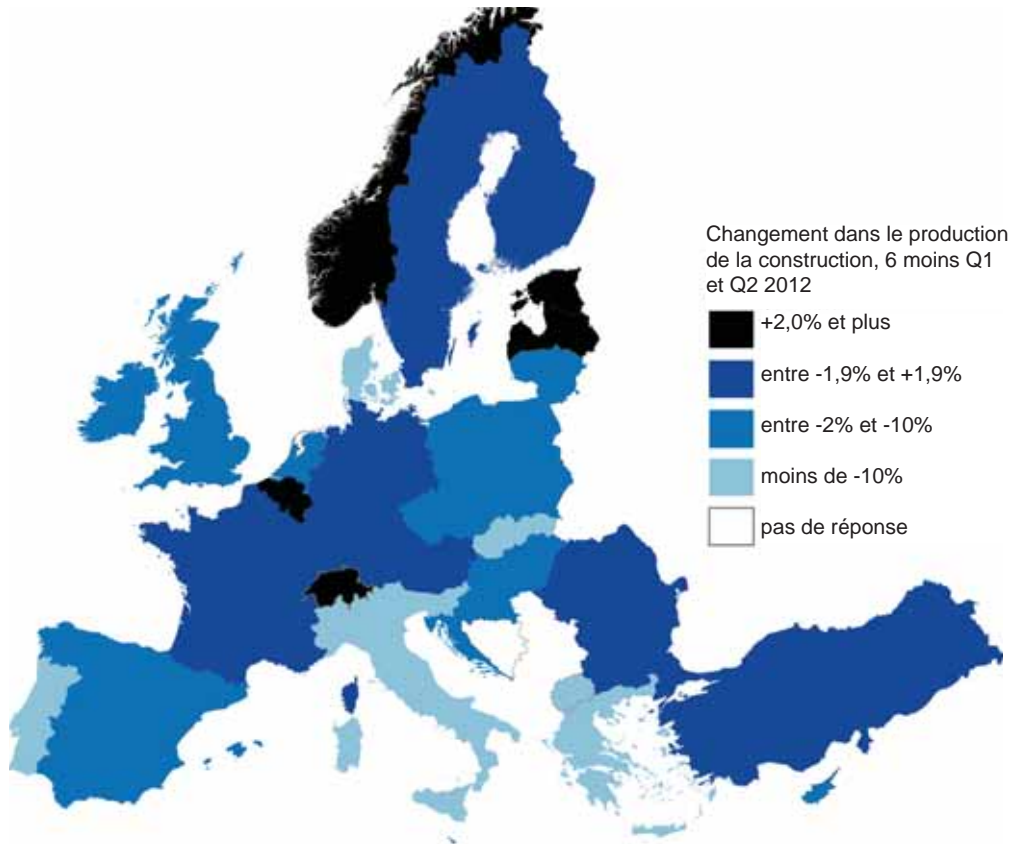 Changement dans le production
de la construction, 6 moins Q1
et Q2 2012
+2,0% et plus
entre -1,9% et +1,9%
entre -2% et -10%
moins de -10%
pas de réponse